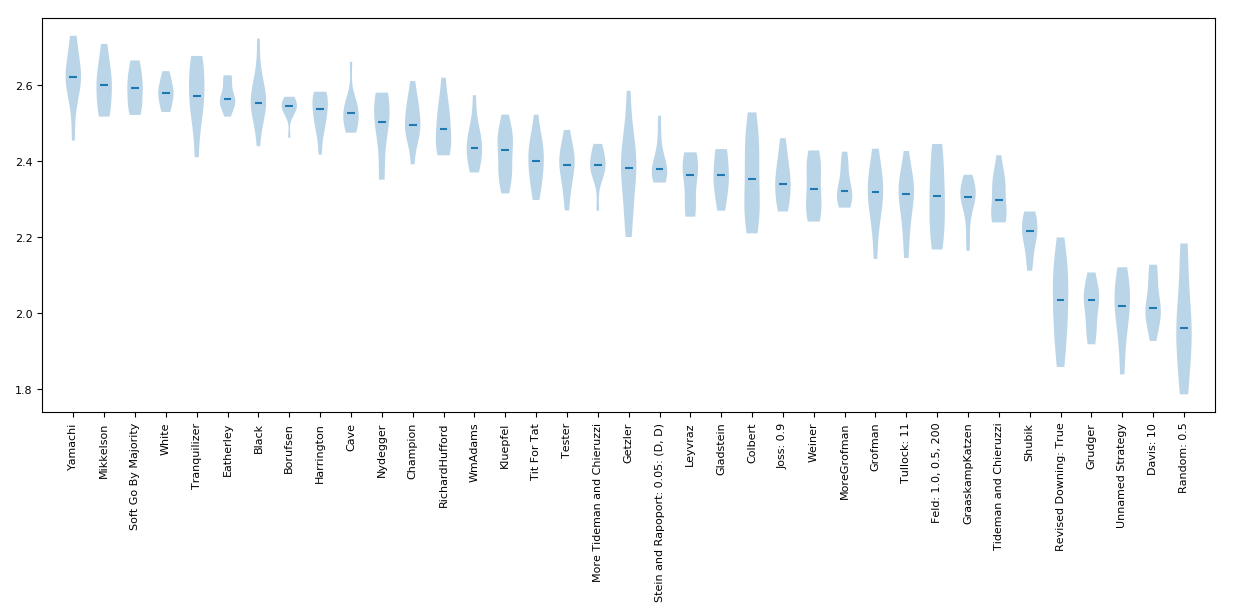 2.6
2.4
2.2
2.0
1.8
Yamachi
Mikkelson
Soft Go By Majority
White
Tranquilizer
Eatherley
Black
Borufsen
Harrington
Cave
Nydegger
Champion
RichardHufford
WmAdams
Kluepfel
Tit For Tat
Tester
More Tideman and Chieruzzi
Getzler
Stein and Rapoport: 0.05: (D, D)
Leyvraz
Gladstein
Colbert
Joss: 0.9
Weiner
MoreGrofman
Grofman
Tullock: 11
Feld: 1.0, 0.5, 200
GraaskampKatzen
Tideman and Chieruzzi
Shubik
Revised Downing: True
Grudger
Unnamed Strategy
Davis: 10
Random: 0.5